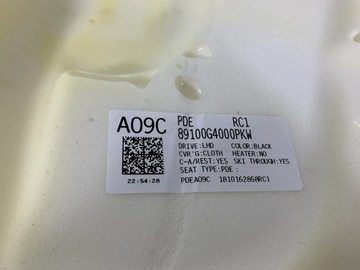 A09C
PDE RC1
89100G4000PKW
DRIVE:LHD COLOR:BLACK
CVR'G:CLOTH HEATER:NO
C-A/REST:YES SKI THROUGH:YES
SEAT TYPE:PDE :
22:54:28
PDEA09C 1810162858RC1